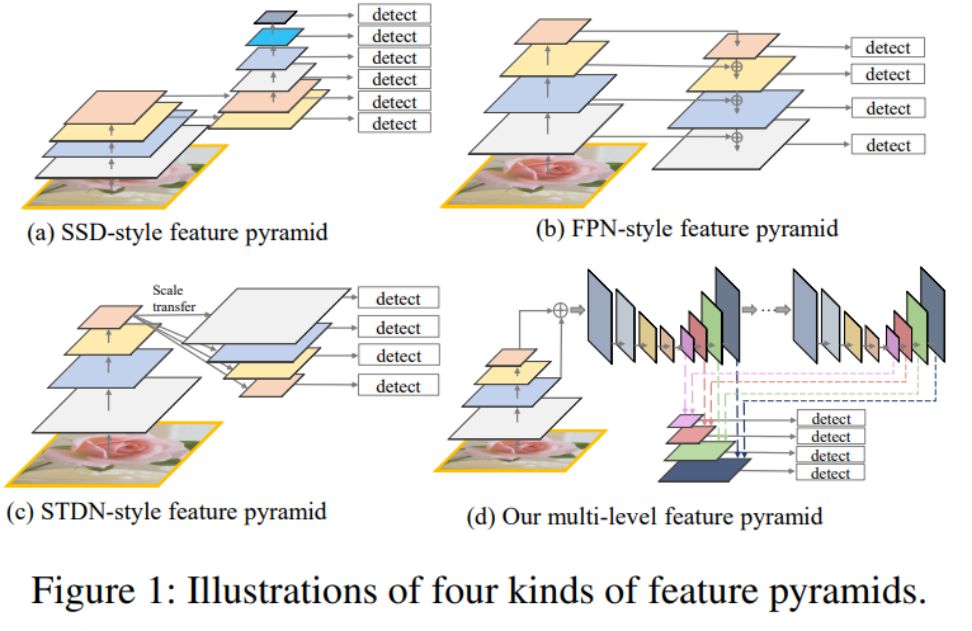 detect
detect
detect
detect
detect
detect
(a) SSD-style feature pyramid
detect
detect
detect
detect
(b) FPN-style feature pyramid
Scale
transfer
detect
detect
detect
detect
(c) STDN-style feature pyramid
...
detect
detect
detect
detect
(d) Our multi-level feature pyramid
Figure 1: Illustrations of four kinds of feature pyramids.